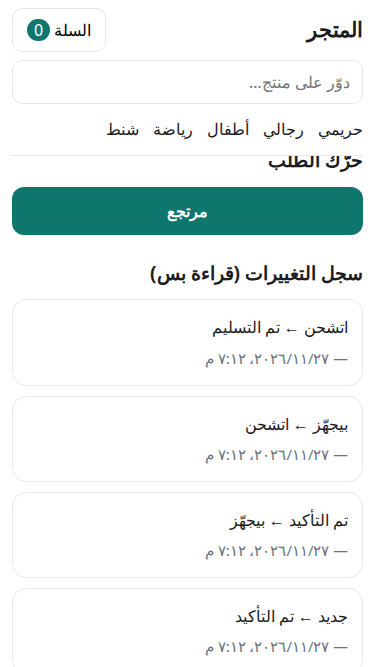 المتجر
السلة 0
دوّر على منتج...
حريمي رجالي أطفال رياضة شنط
حرّك الطلب
مرتجع
سجل التغييرات (قراءة بس)
اتشحن ← تم التسليم
— ٢٠٢٦/١١/٢٧، ٧:١٢ م
بيجهّز ← اتشحن
— ٢٠٢٦/١١/٢٧، ٧:١٢ م
تم التأكيد ← بيجهّز
— ٢٠٢٦/١١/٢٧، ٧:١٢ م
جديد ← تم التأكيد
— ٢٠٢٦/١١/٢٧، ٧:١٢ م